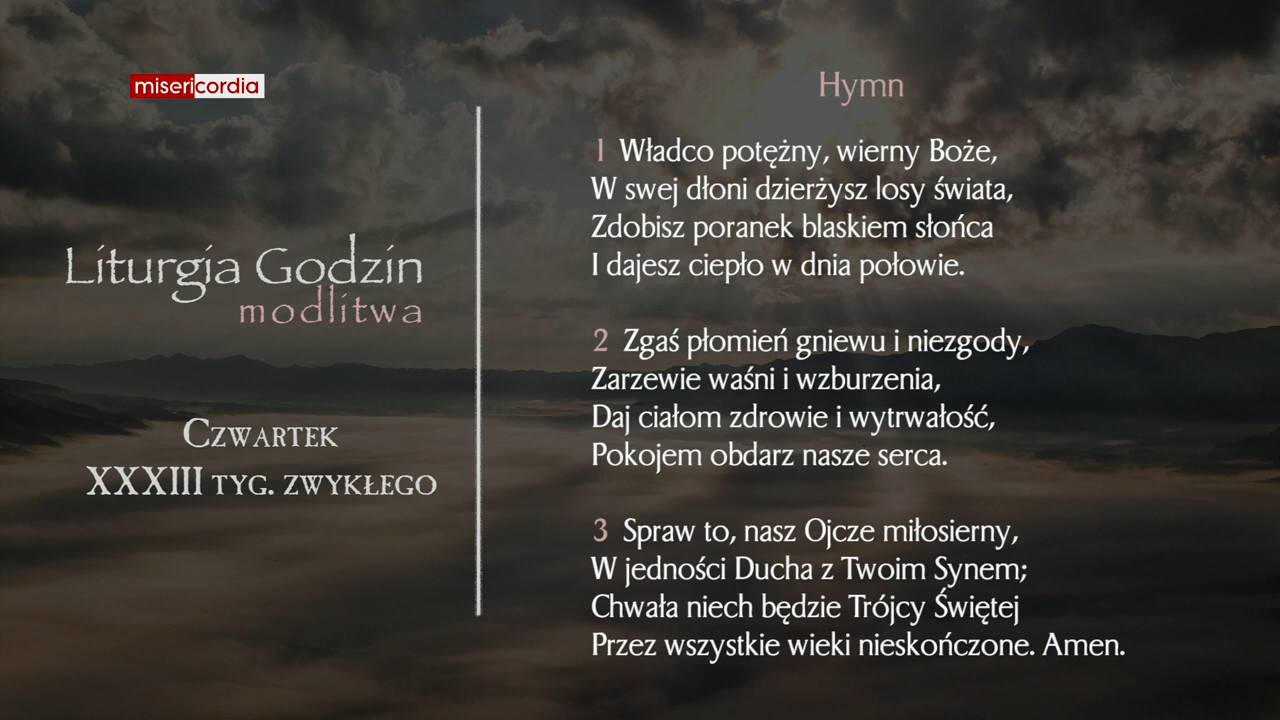 misericordia
Liturgia Godzin
modlitwa
Czwartek
XXXIII tyg. zwykłego
Hymn
1 Władco potężny, wierny Boże,
W swej dłoni dzierżysz losy świata,
Zdobisz poranek blaskiem słońca
I dajesz ciepło w dnia połowie.
2 Zgaś płomień gniewu i niezgody,
Zarzewie waśni i wzburzenia,
Daj ciałom zdrowie i wytrwałość,
Pokojem obdarz nasze serca.
3 Spraw to, nasz Ojcze miłosierny,
W jedności Ducha z Twoim Synem;
Chwała niech będzie Trójcy Świętej
Przez wszystkie wieki nieskończone. Amen.